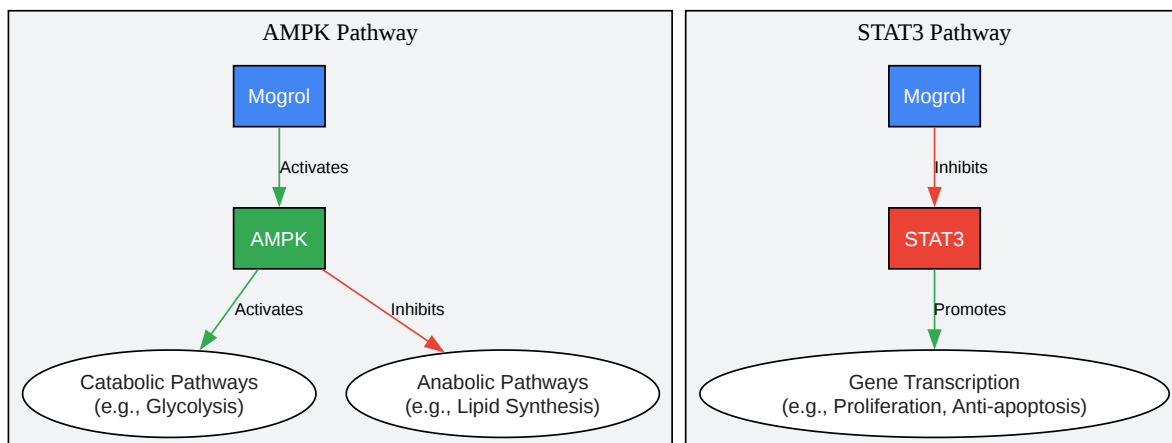 AMPK Pathway
Mogrol
Activates
AMPK
Activates
Inhibits
Catabolic Pathways
(e.g., Glycolysis)
Anabolic Pathways
(e.g., Lipid Synthesis)
STAT3 Pathway
Mogrol
Inhibits
STAT3
Promotes
Gene Transcription
(e.g., Proliferation, Anti-apoptosis)